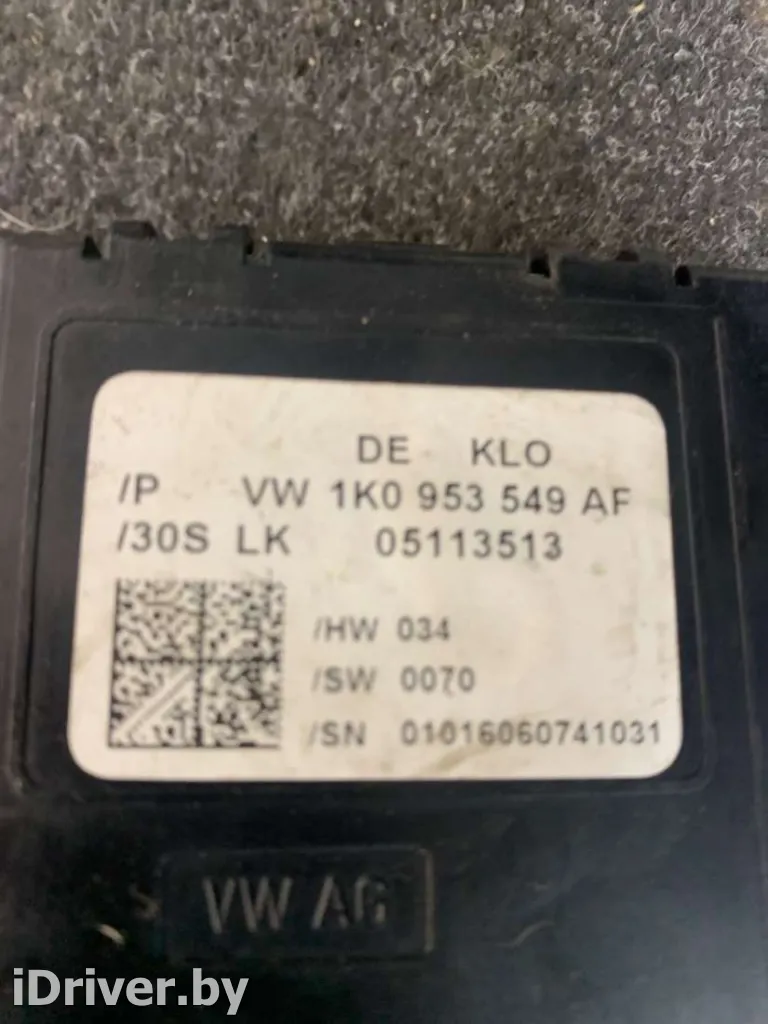 DE KLO
/P VW 1K0 953 549 AF
/30S LK 05113513
/HW 034
/SW 0070
/SN 01016060741031
VW AG
iDriver.by